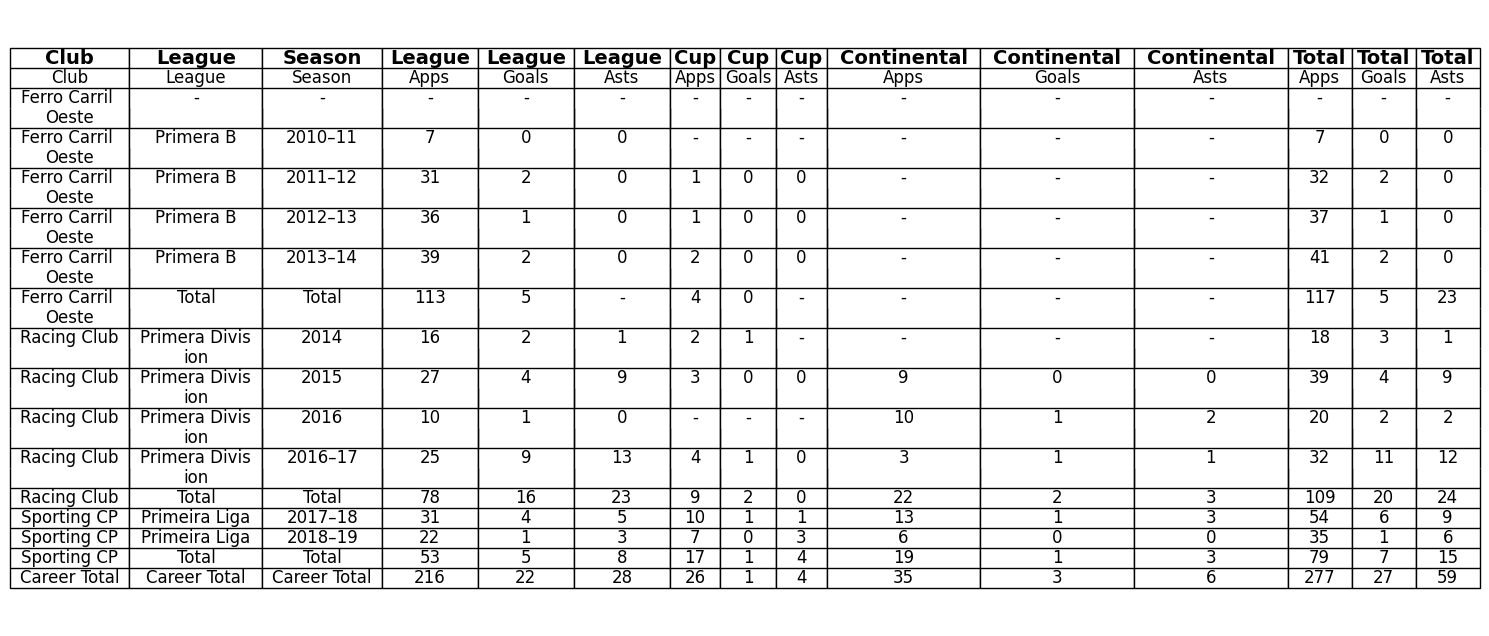 Club League Season League League League Cup Cup Cup Continental Continental Continental Total Total Total
Club League Season Apps Goals Asts Apps Goals Asts Apps Goals Asts Apps Goals Asts
Ferro Carril - - - - - - - - - - - - - -
Oeste
Ferro Carril Primera B 2010–11 7 0 0 - - - - - - 7 0 0
Oeste
Ferro Carril Primera B 2011–12 31 2 0 1 0 0 - - - 32 2 0
Oeste
Ferro Carril Primera B 2012–13 36 1 0 1 0 0 - - - 37 1 0
Oeste
Ferro Carril Primera B 2013–14 39 2 0 2 0 0 - - - 41 2 0
Oeste
Ferro Carril Total Total 113 5 - 4 0 - - - - 117 5 23
Oeste
Racing Club Primera Divis 2014 16 2 1 2 1 - - - - 18 3 1
ion
Racing Club Primera Divis 2015 27 4 9 3 0 0 9 0 0 39 4 9
ion
Racing Club Primera Divis 2016 10 1 0 - - - 10 1 2 20 2 2
ion
Racing Club Primera Divis 2016–17 25 9 13 4 1 0 3 1 1 32 11 12
ion
Racing Club Total Total 78 16 23 9 2 0 22 2 3 109 20 24
Sporting CP Primeira Liga 2017–18 31 4 5 10 1 1 13 1 3 54 6 9
Sporting CP Primeira Liga 2018–19 22 1 3 7 0 3 6 0 0 35 1 6
Sporting CP Total Total 53 5 8 17 1 4 19 1 3 79 7 15
Career Total Career Total Career Total 216 22 28 26 1 4 35 3 6 277 27 59